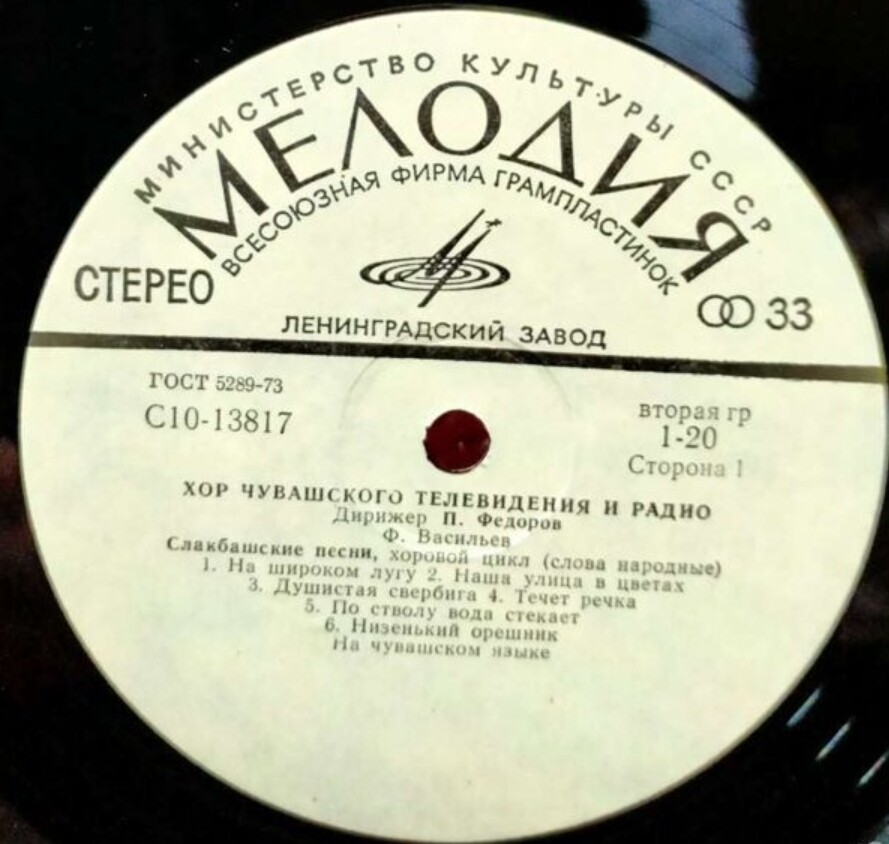 МИНИСТЕРСТВО КУЛЬТУРЫ СССР
МЕЛОДИЯ
ВСЕСОЮЗНАЯ ФИРМА ГРАМПЛАСТИНОК
СТЕРЕО
33
ЛЕНИНГРАДСКИЙ ЗАВОД
ГОСТ 5289-73
С10-13817
вторая гр
1-20
Сторона 1
ХОР ЧУВАШСКОГО ТЕЛЕВИДЕНИЯ И РАДИО
Дирижер П. Федоров
Ф. Васильев
Слакбашские песни, хоровой цикл (слова народные)
1. На широком лугу 2. Наша улица в цветах
3. Душистая свербига 4. Течет речка
5. По стволу вода стекает
6. Низенький орешник
На чувашском языке